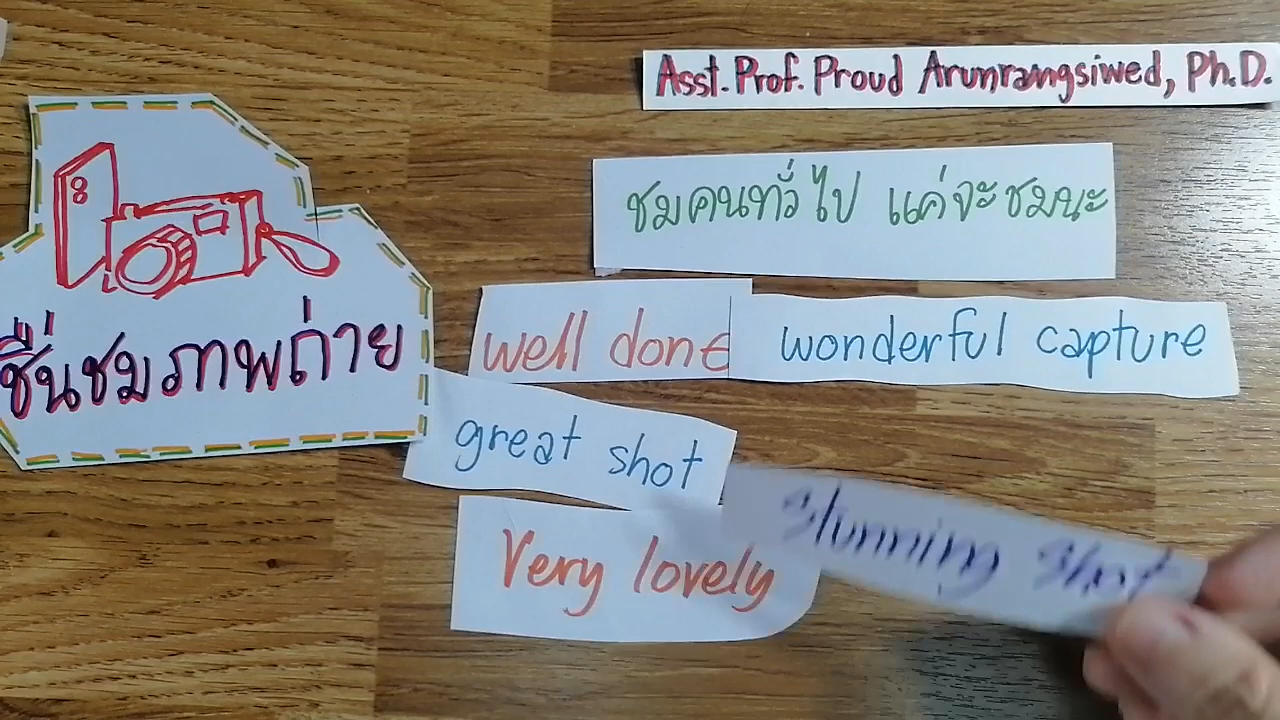 Asst. Prof. Proud Arunrangsiwed, Ph.D.
ชมคนทั่วไป แค่จะชมนะ
ชื่นชมภาพถ่าย
well done
wonderful capture
great shot
stunning shot
very lovely